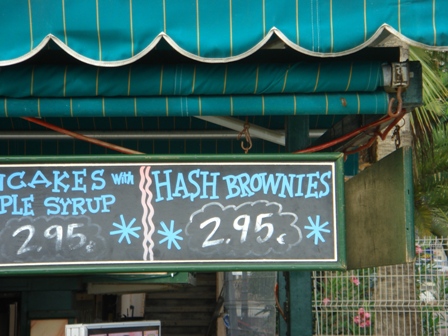 NCAKES with
PLE SYRUP
2.95.
HASH BROWNIES
2.95.